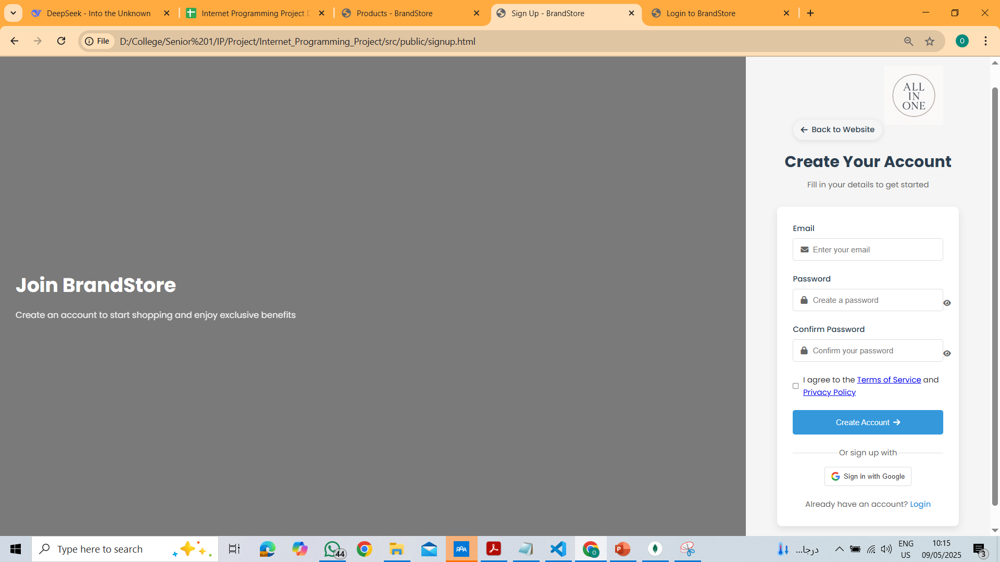 DeepSeek - Into the Unknown
Internet Programming Project D
Products - BrandStore
Sign Up - BrandStore
Login to BrandStore
File
D:/College/Senior%201/IP/Project/Internet_Programming_Project/src/public/signup.html
O
ALL
IN
ONE
Back to Website
Create Your Account
Fill in your details to get started
Join BrandStore
Create an account to start shopping and enjoy exclusive benefits
Email
Enter your email
Password
Create a password
Confirm Password
Confirm your password
I agree to the Terms of Service and
Privacy Policy
Create Account
Or sign up with
Sign in with Google
Already have an account? Login
Type here to search
44
درجا...
ENG
US
10:15
09/05/2025
3